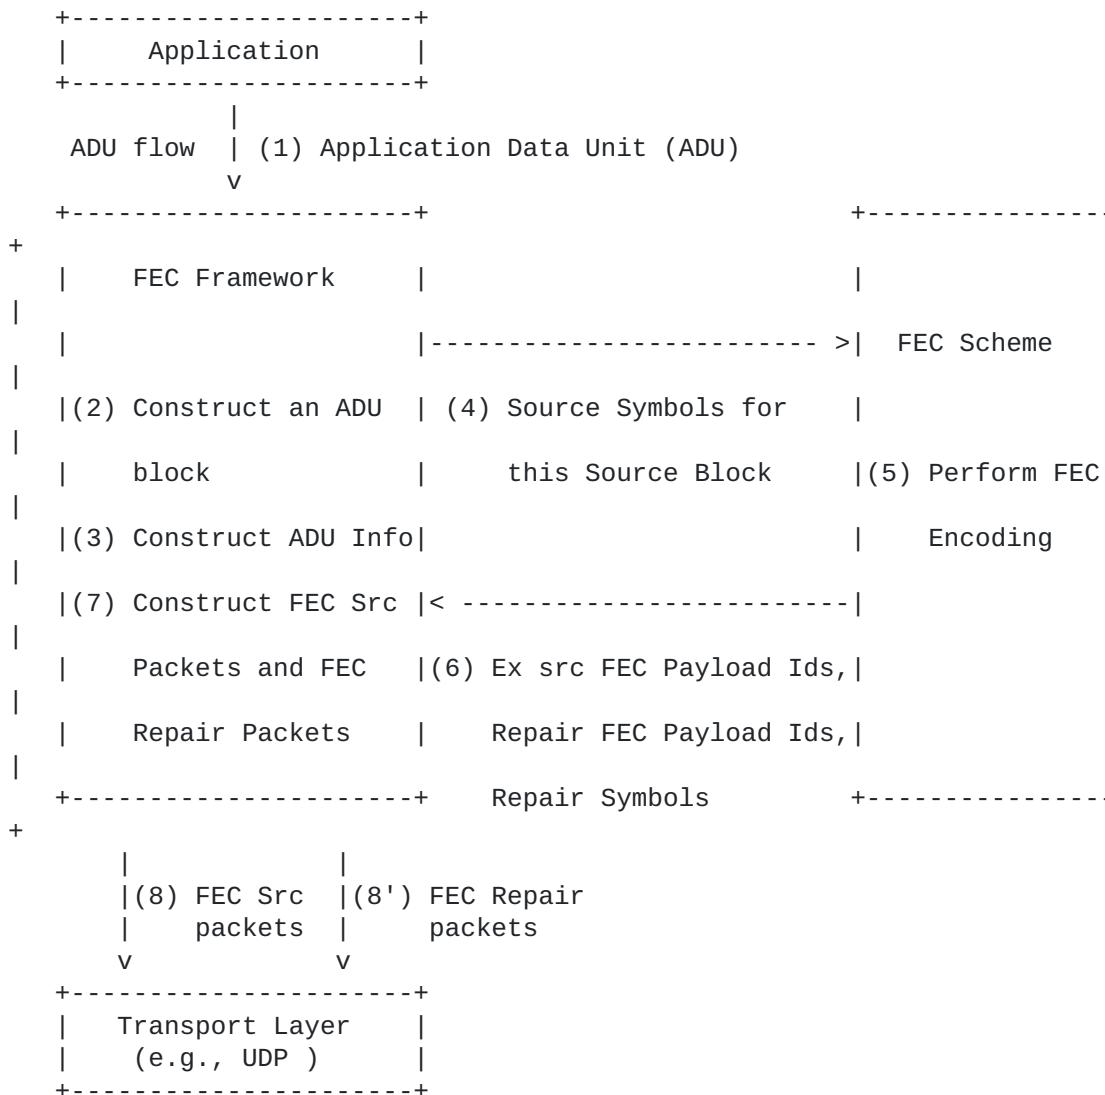 +----------------------+
|     Application      |
+----------------------+
           |
 ADU flow  | (1) Application Data Unit (ADU)
           v
+----------------------+                           +----------------
+
|    FEC Framework     |                           |
|
|                      |------------------------- >|  FEC Scheme
|
|(2) Construct an ADU  | (4) Source Symbols for    |
|
|    block             |     this Source Block     |(5) Perform FEC
|
|(3) Construct ADU Info|                           |    Encoding
|
|(7) Construct FEC Src |< -------------------------|
|
|    Packets and FEC   |(6) Ex src FEC Payload Ids,|
|
|    Repair Packets    |    Repair FEC Payload Ids,|
|
+----------------------+    Repair Symbols         +----------------
+
    |             |
    |(8) FEC Src  |(8') FEC Repair
    |    packets  |     packets
    v             v
+----------------------+
|   Transport Layer    |
|    (e.g., UDP )      |
+----------------------+